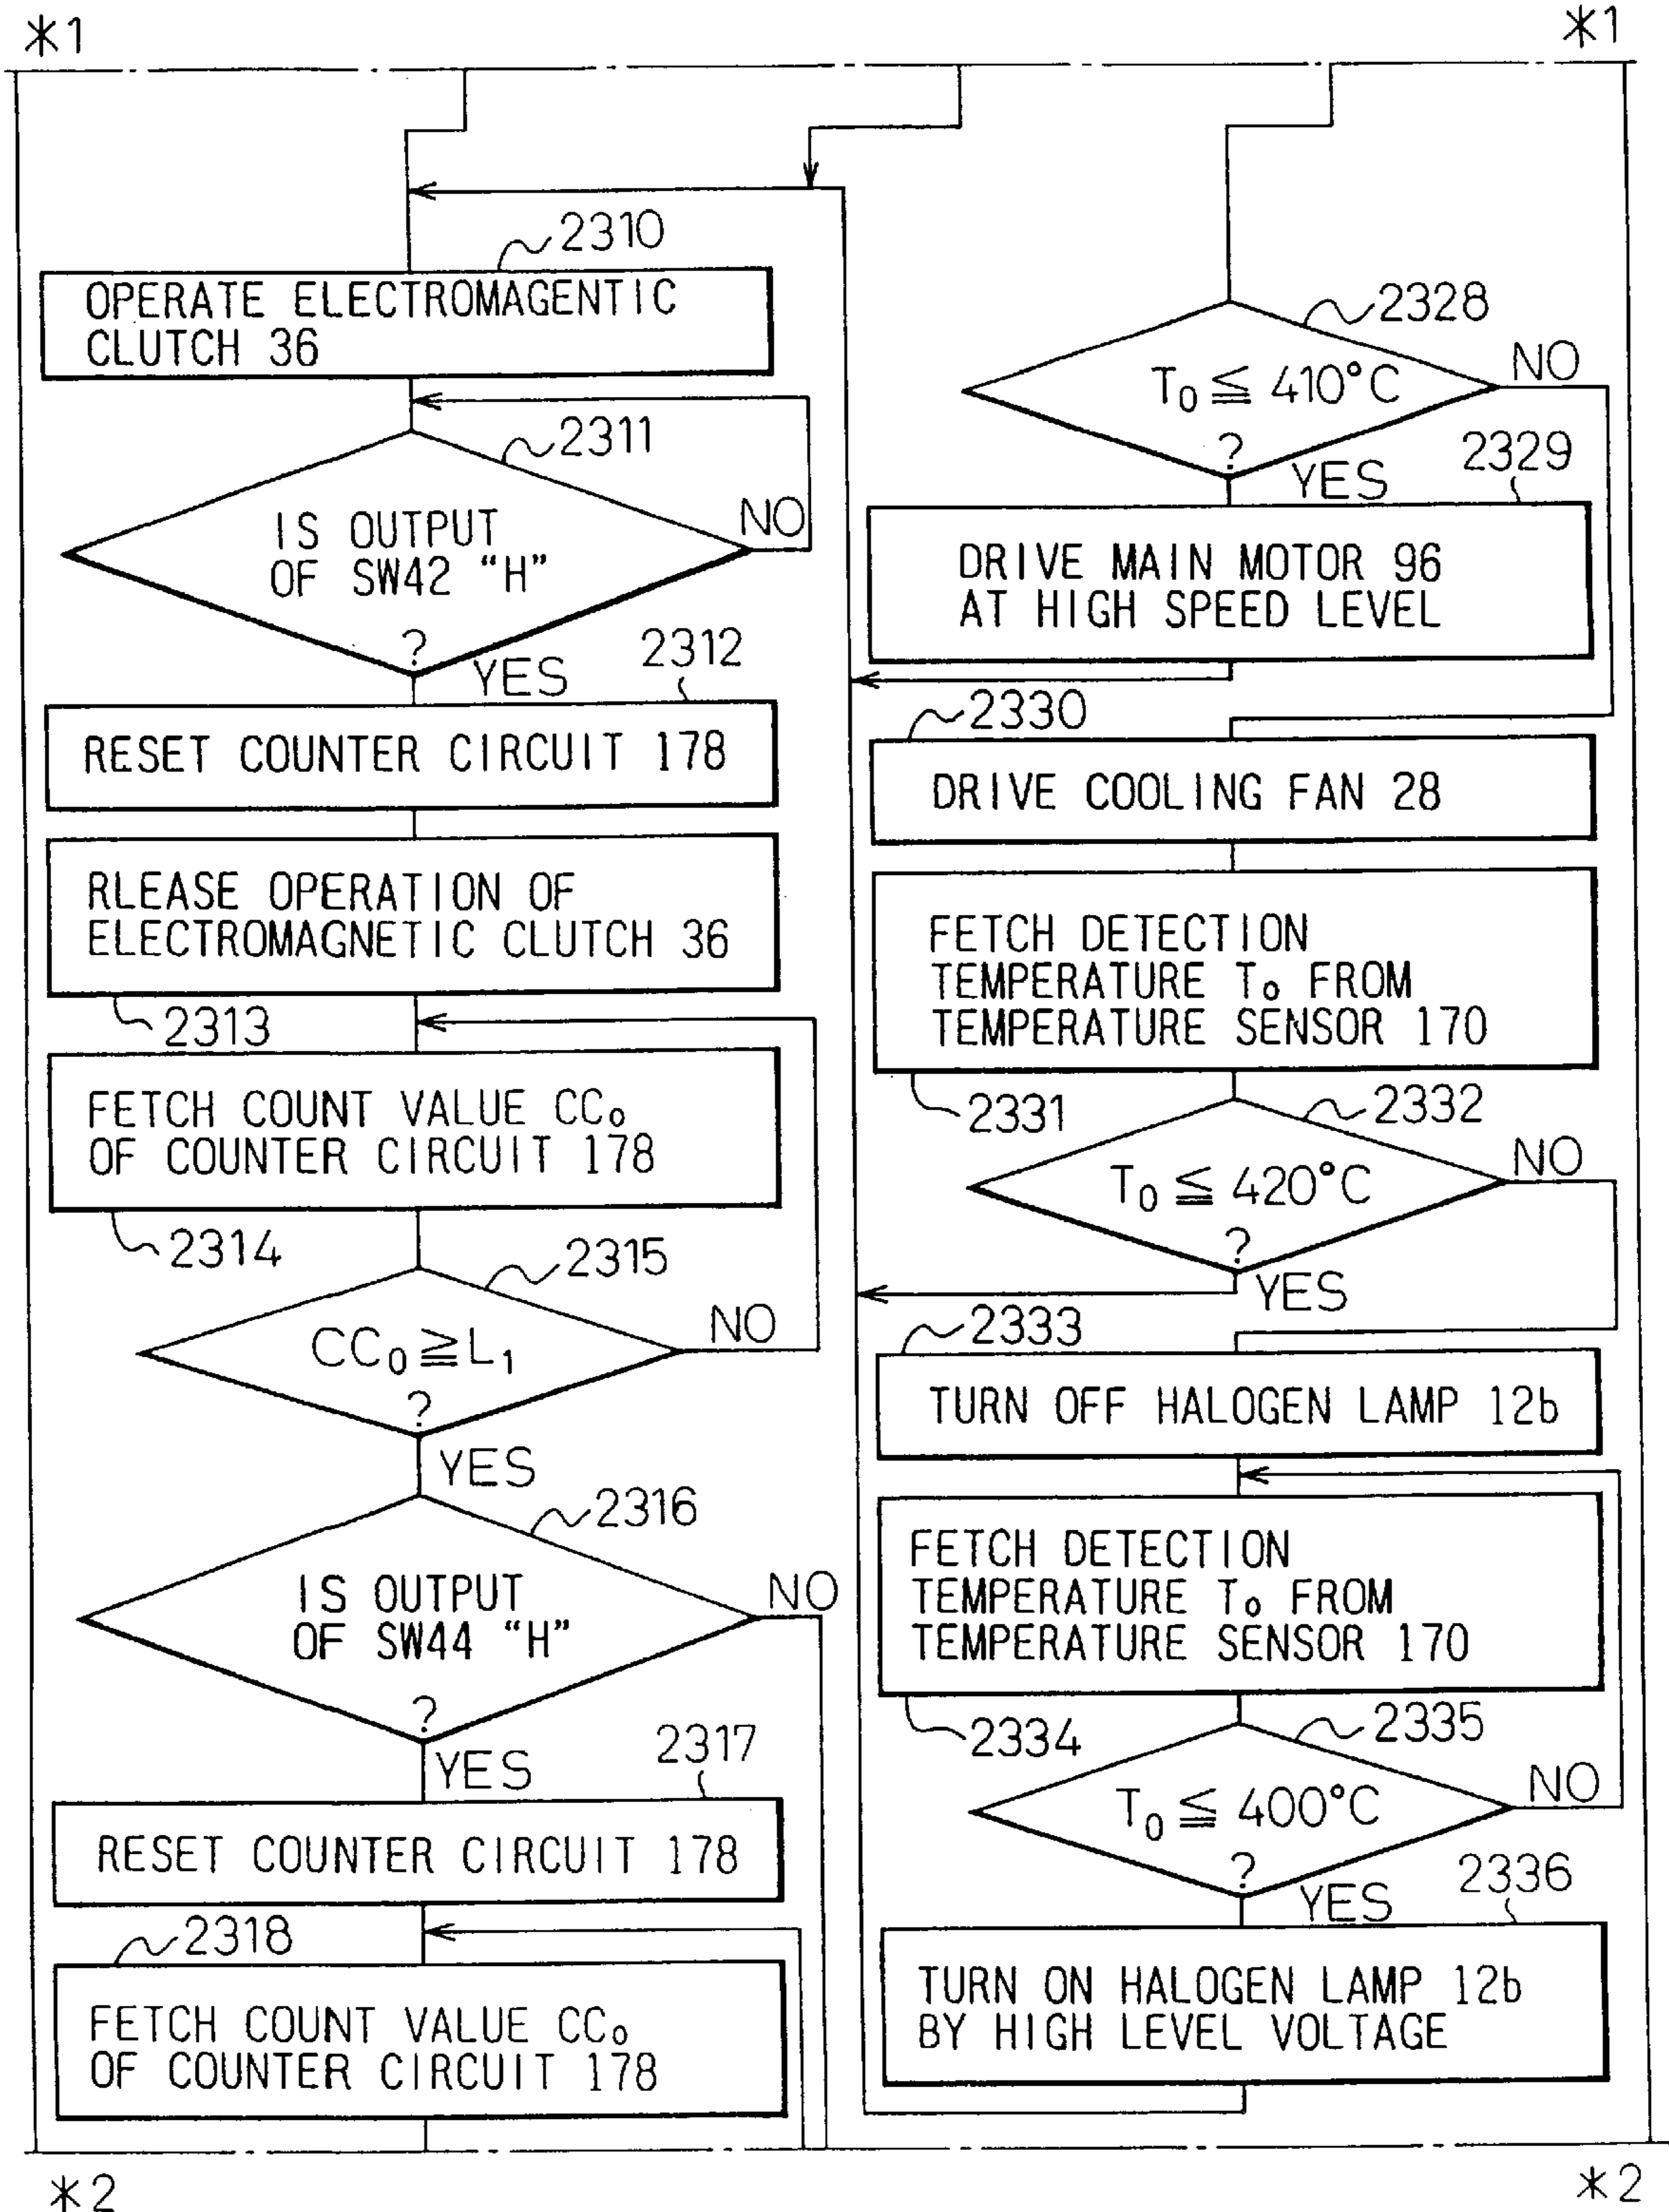 *1
*1
2310
OPERATE ELECTROMAGENTIC
CLUTCH 36
2311
IS OUTPUT
OF SW42 "H"
?
NO
YES
2312
RESET COUNTER CIRCUIT 178
RLEASE OPERATION OF
ELECTROMAGNETIC CLUTCH 36
2313
FETCH COUNT VALUE CC₀
OF COUNTER CIRCUIT 178
2314
2315
CC₀ ≧ L₁
?
NO
YES
2316
IS OUTPUT
OF SW44 "H"
?
NO
YES
2317
RESET COUNTER CIRCUIT 178
2318
FETCH COUNT VALUE CC₀
OF COUNTER CIRCUIT 178
2328
T₀ ≦ 410°C
?
NO
YES
2329
DRIVE MAIN MOTOR 96
AT HIGH SPEED LEVEL
2330
DRIVE COOLING FAN 28
FETCH DETECTION
TEMPERATURE T₀ FROM
TEMPERATURE SENSOR 170
2331
2332
T₀ ≦ 420°C
?
NO
YES
2333
TURN OFF HALOGEN LAMP 12b
FETCH DETECTION
TEMPERATURE T₀ FROM
TEMPERATURE SENSOR 170
2334
2335
T₀ ≦ 400°C
?
NO
YES
2336
TURN ON HALOGEN LAMP 12b
BY HIGH LEVEL VOLTAGE
*2
*2